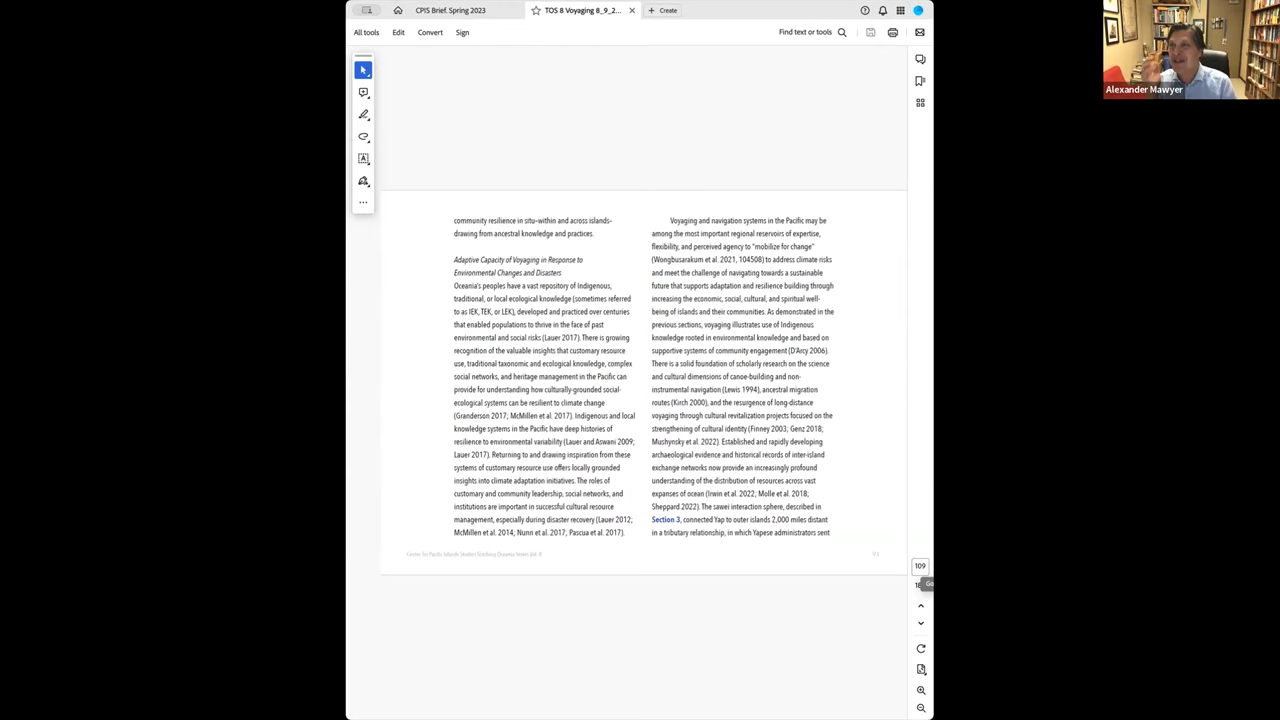 CPIS Brief. Spring 2023
TOS 8 Voyaging 8_9_2...
Create
All tools
Edit
Convert
Sign
Find text or tools
Alexander Mawyer
community resilience in situ–within and across islands–
drawing from ancestral knowledge and practices.
Adaptive Capacity of Voyaging in Response to
Environmental Changes and Disasters
Oceania's peoples have a vast repository of Indigenous,
traditional, or local ecological knowledge (sometimes referred
to as IEK, TEK, or LEK), developed and practiced over centuries
that enabled populations to thrive in the face of past
environmental and social risks (Lauer 2017). There is growing
recognition of the valuable insights that customary resource
use, traditional taxonomic and ecological knowledge, complex
social networks, and heritage management in the Pacific can
provide for understanding how culturally-grounded social-
ecological systems can be resilient to climate change
(Granderson 2017; McMillen et al. 2017). Indigenous and local
knowledge systems in the Pacific have deep histories of
resilience to environmental variability (Lauer and Aswani 2009;
Lauer 2017). Returning to and drawing inspiration from these
systems of customary resource use offers locally grounded
insights into climate adaptation initiatives. The roles of
customary and community leadership, social networks, and
institutions are important in successful cultural resource
management, especially during disaster recovery (Lauer 2012;
McMillen et al. 2014; Nunn et al. 2017; Pascua et al. 2017).
Voyaging and navigation systems in the Pacific may be
among the most important regional reservoirs of expertise,
flexibility, and perceived agency to "mobilize for change"
(Wongbusarakum et al. 2021, 104508) to address climate risks
and meet the challenge of navigating towards a sustainable
future that supports adaptation and resilience building through
increasing the economic, social, cultural, and spiritual well-
being of islands and their communities. As demonstrated in the
previous sections, voyaging illustrates use of Indigenous
knowledge rooted in environmental knowledge and based on
supportive systems of community engagement (D'Arcy 2006).
There is a solid foundation of scholarly research on the science
and cultural dimensions of canoe-building and non-
instrumental navigation (Lewis 1994), ancestral migration
routes (Kirch 2000), and the resurgence of long-distance
voyaging through cultural revitalization projects focused on the
strengthening of cultural identity (Finney 2003; Genz 2018;
Mushynsky et al. 2022). Established and rapidly developing
archaeological evidence and historical records of inter-island
exchange networks now provide an increasingly profound
understanding of the distribution of resources across vast
expanses of ocean (Irwin et al. 2022; Molle et al. 2018;
Sheppard 2022). The sawei interaction sphere, described in
Section 3, connected Yap to outer islands 2,000 miles distant
in a tributary relationship, in which Yapese administrators sent
Center for Pacific Islands Studies Teaching Oceania Series Vol. 8
109
Go